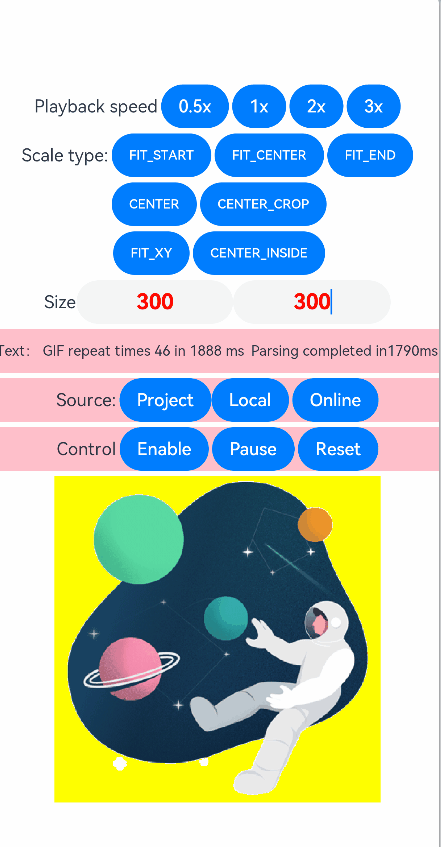 Playback speed 0.5x 1x 2x 3x
Scale type: FIT_START FIT_CENTER FIT_END
CENTER CENTER_CROP
FIT_XY CENTER_INSIDE
Size 300 300
Text: GIF repeat times 46 in 1888 ms Parsing completed in1790ms
Source: Project Local Online
Control Enable Pause Reset